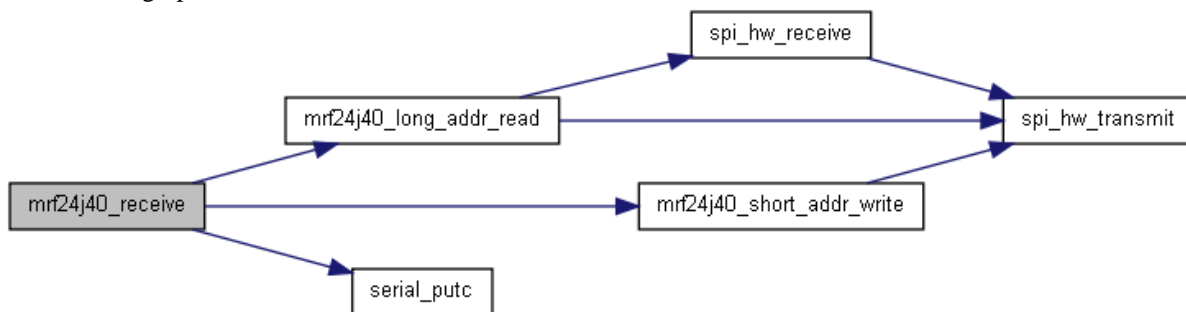 spi_hw_receive
mrf24j40_long_addr_read
spi_hw_transmit
mrf24j40_receive
mrf24j40_short_addr_write
serial_putc